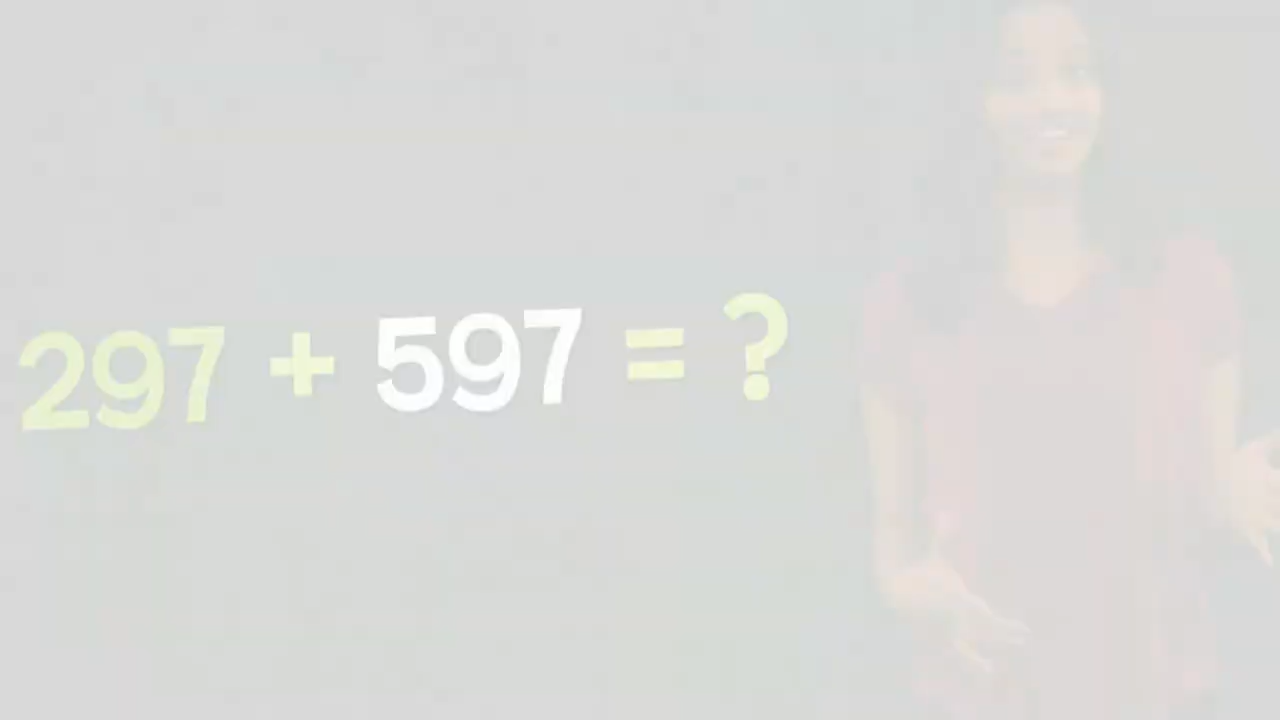 297 + 597 = ?